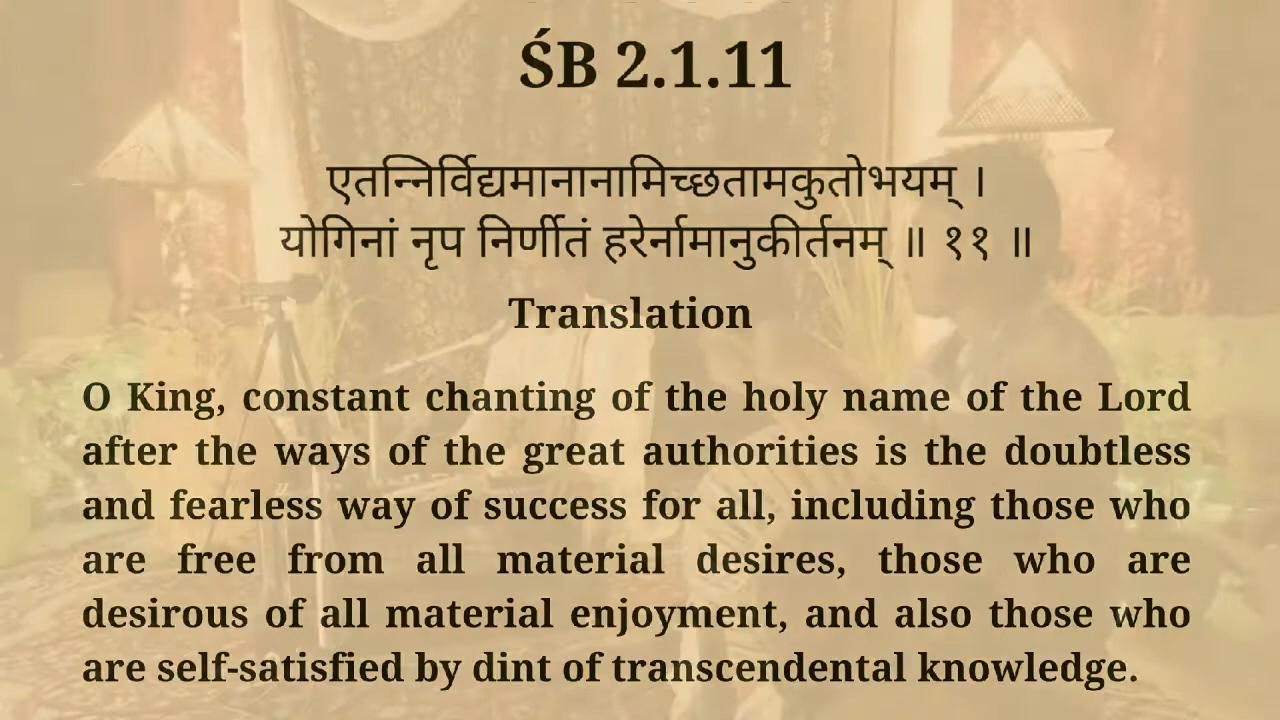 ŚB 2.1.11
एतन्निर्विद्यमानानामिच्छतामकुतोभयम् ।
योगिनां नृप निर्णीतं हरेर्नामानुकीर्तनम् ॥ ११ ॥
Translation
O King, constant chanting of the holy name of the Lord
after the ways of the great authorities is the doubtless
and fearless way of success for all, including those who
are free from all material desires, those who are
desirous of all material enjoyment, and also those who
are self-satisfied by dint of transcendental knowledge.